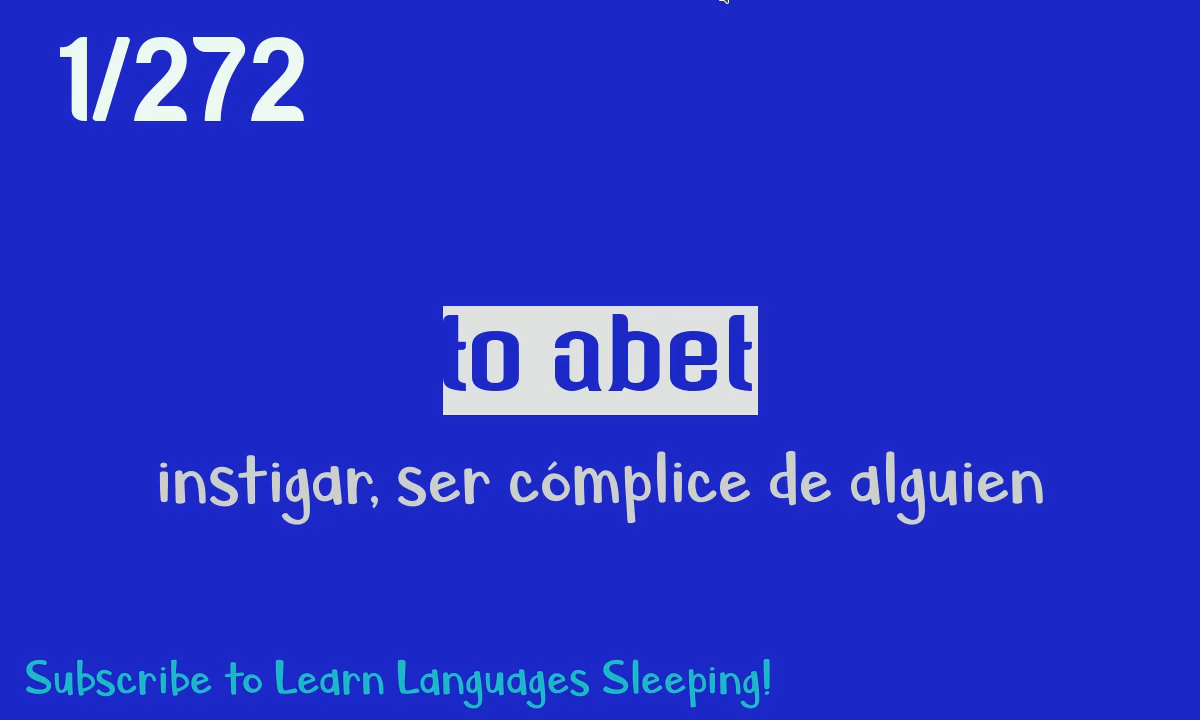 1/272
to abet
instigar, ser cómplice de alguien
Subscribe to Learn Languages Sleeping!